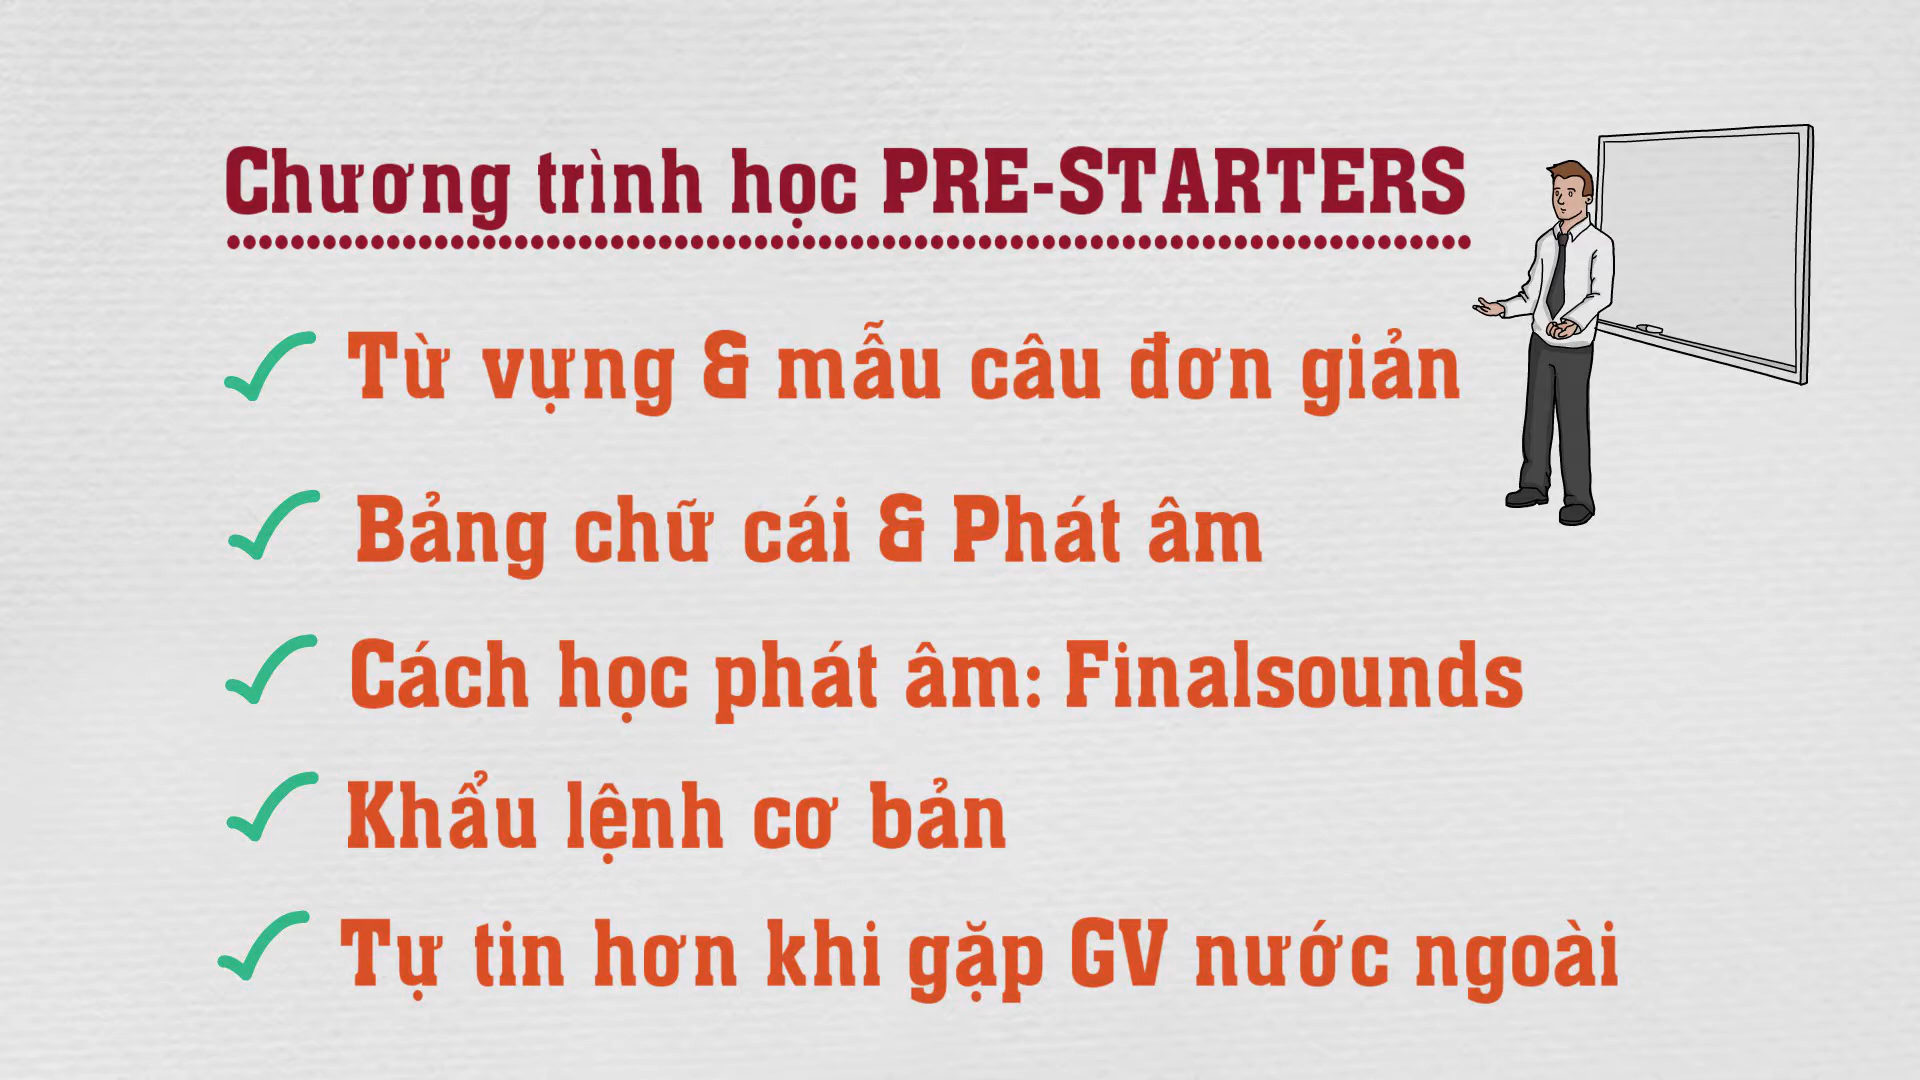 Chương trình học PRE-STARTERS
Từ vựng & mẫu câu đơn giản
Bảng chữ cái & Phát âm
Cách học phát âm: Finalsounds
Khẩu lệnh cơ bản
Tự tin hơn khi gặp GV nước ngoài